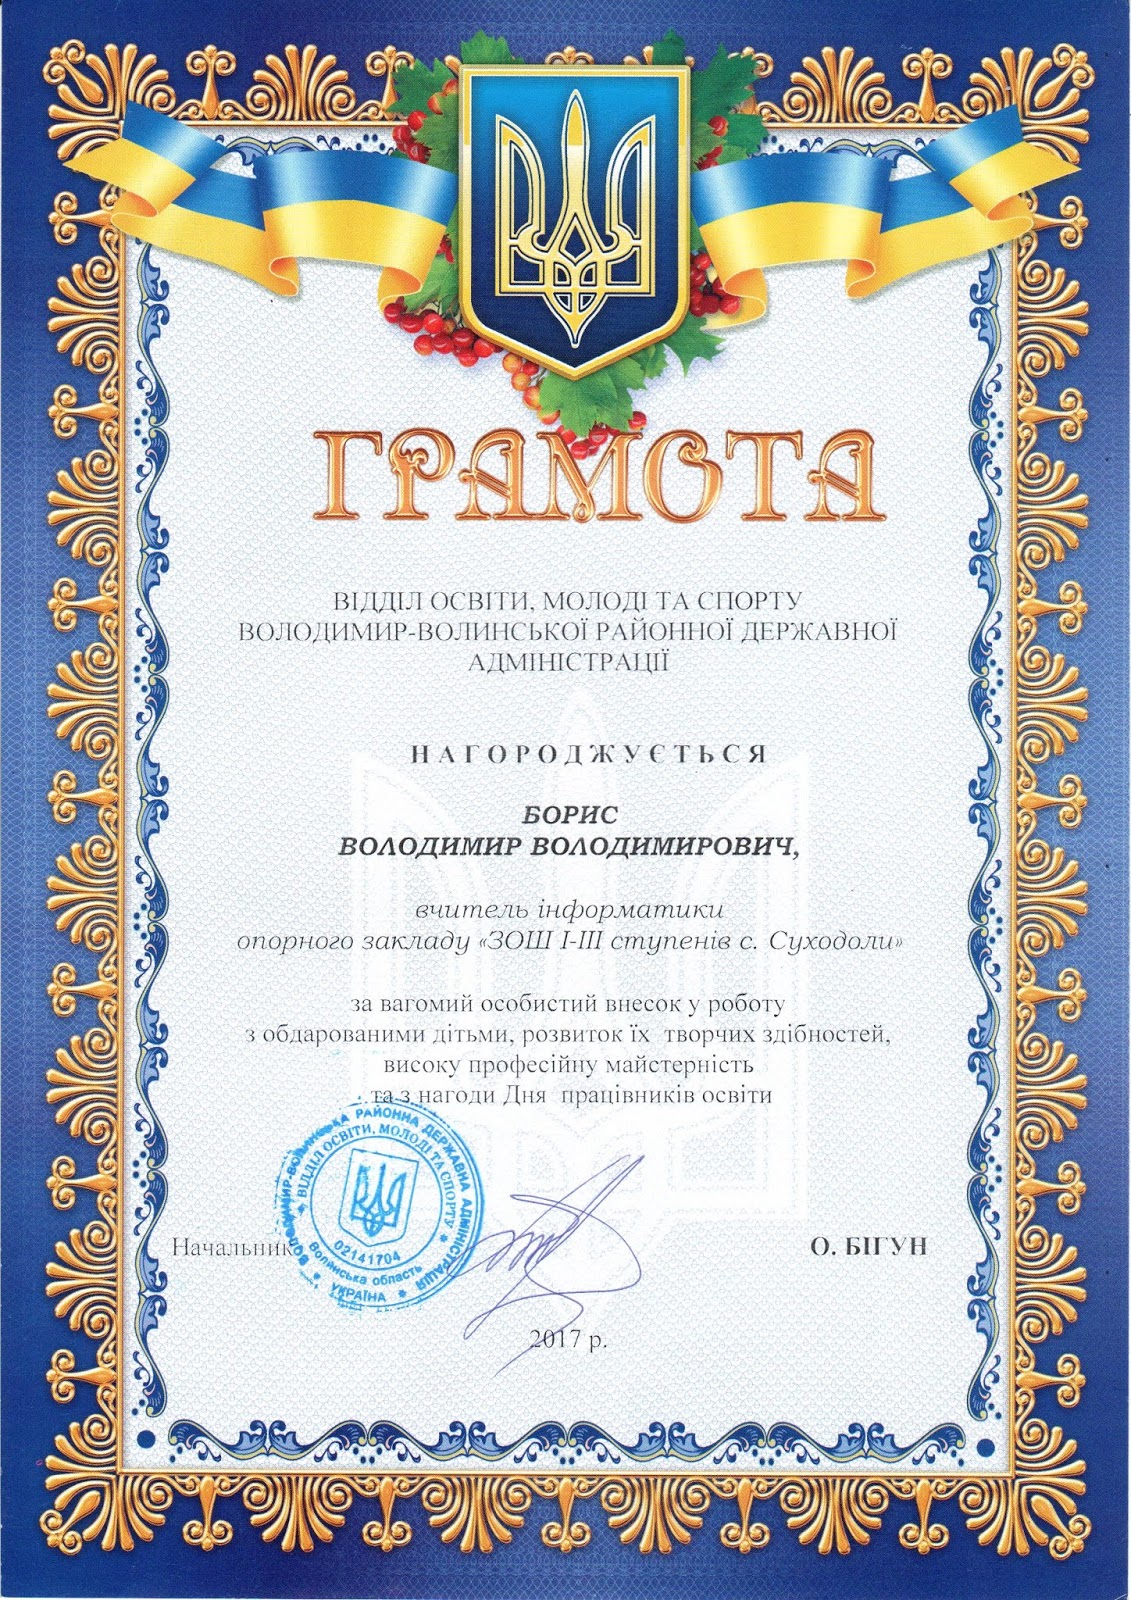 ГРАМОТА
ВІДДІЛ ОСВІТИ, МОЛОДІ ТА СПОРТУ
ВОЛОДИМИР-ВОЛИНСЬКОЇ РАЙОННОЇ ДЕРЖАВНОЇ
АДМІНІСТРАЦІЇ
НАГОРОДЖУЄТЬСЯ
БОРИС
ВОЛОДИМИР ВОЛОДИМИРОВИЧ,
вчитель інформатики
опорного закладу «ЗОШ І-ІІІ ступенів с. Суходоли»
за вагомий особистий внесок у роботу
з обдарованими дітьми, розвиток їх творчих здібностей,
високу професійну майстерність
та з нагоди Дня працівників освіти
ВОЛОДИМИР-ВОЛИНСЬКА РАЙОННА ДЕРЖАВНА АДМІНІСТРАЦІЯ
ВІДДІЛ ОСВІТИ, МОЛОДІ ТА СПОРТУ
02141704
Волинська область
УКРАЇНА
Начальник
О. БІГУН
2017 р.